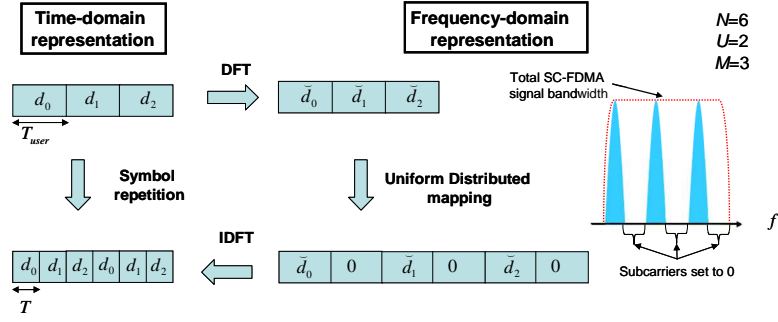 Time-domain
representation
Frequency-domain
representation
N=6
U=2
M=3
DFT
Total SC-FDMA
signal bandwidth
d₀ d₁ d₂
d̆₀ d̆₁ d̆₂
T_user
Symbol
repetition
Uniform Distributed
mapping
f
IDFT
d₀ d₁ d₂ d₀ d₁ d₂
d̆₀ 0 d̆₁ 0 d̆₂ 0
Subcarriers set to 0
T